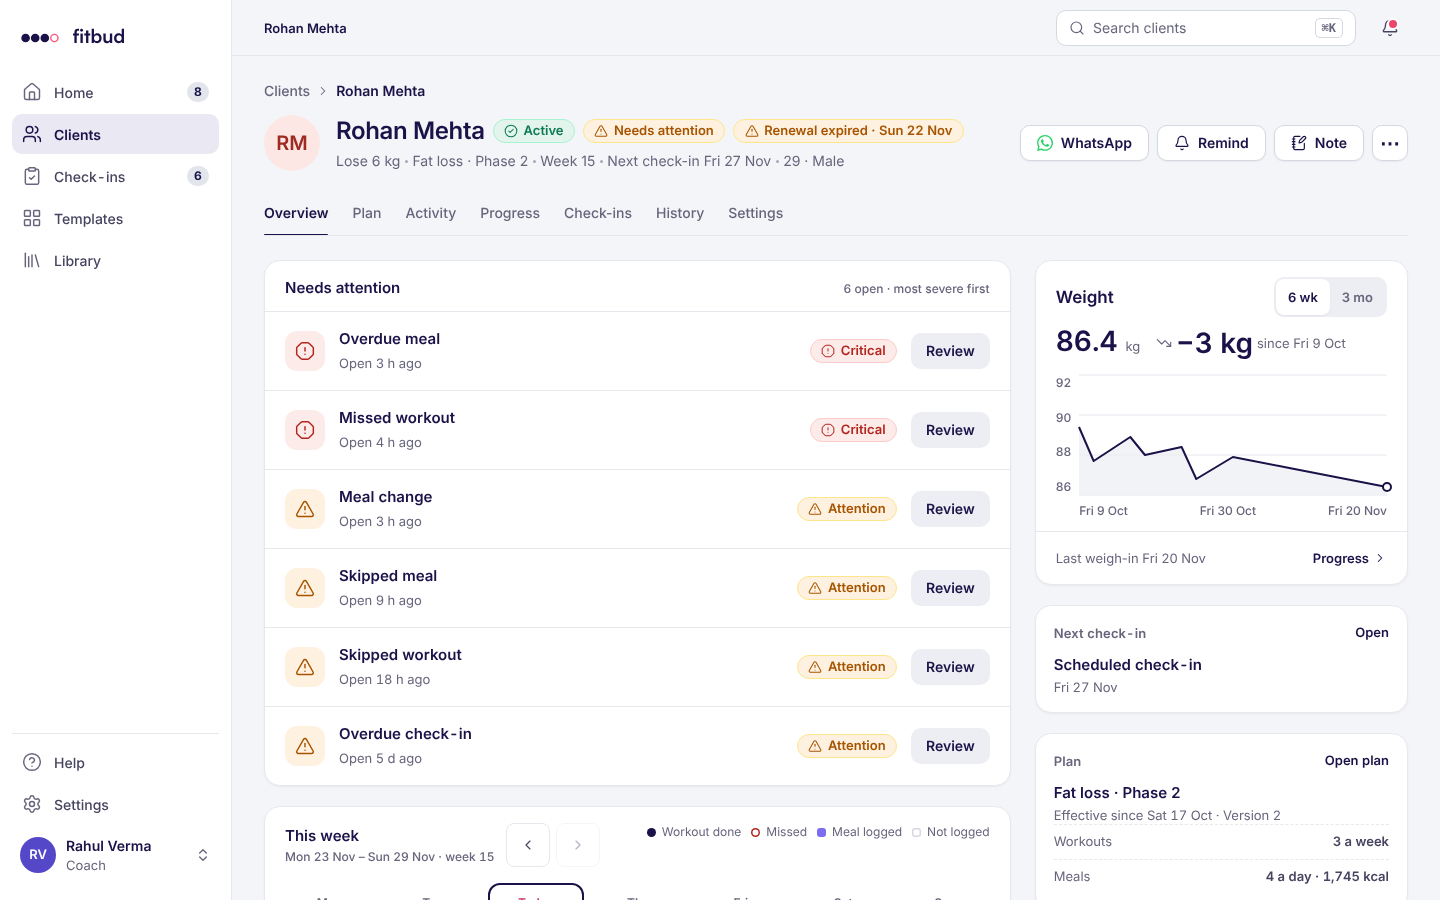 fitbud
Home 8
Clients
Check-ins 6
Templates
Library
Help
Settings
RV Rahul Verma
Coach
Rohan Mehta
Search clients ⌘K
Clients > Rohan Mehta
RM Rohan Mehta Active Needs attention Renewal expired · Sun 22 Nov
Lose 6 kg · Fat loss · Phase 2 · Week 15 · Next check-in Fri 27 Nov · 29 · Male
WhatsApp Remind Note
Overview Plan Activity Progress Check-ins History Settings
Needs attention 6 open · most severe first
Overdue meal
Open 3 h ago
Critical Review
Missed workout
Open 4 h ago
Critical Review
Meal change
Open 3 h ago
Attention Review
Skipped meal
Open 9 h ago
Attention Review
Skipped workout
Open 18 h ago
Attention Review
Overdue check-in
Open 5 d ago
Attention Review
This week
Mon 23 Nov – Sun 29 Nov · week 15
Workout done Missed Meal logged Not logged
Weight 6 wk 3 mo
86.4 kg −3 kg since Fri 9 Oct
92
90
88
86
Fri 9 Oct Fri 30 Oct Fri 20 Nov
Last weigh-in Fri 20 Nov Progress
Next check-in Open
Scheduled check-in
Fri 27 Nov
Plan Open plan
Fat loss · Phase 2
Effective since Sat 17 Oct · Version 2
Workouts 3 a week
Meals 4 a day · 1,745 kcal